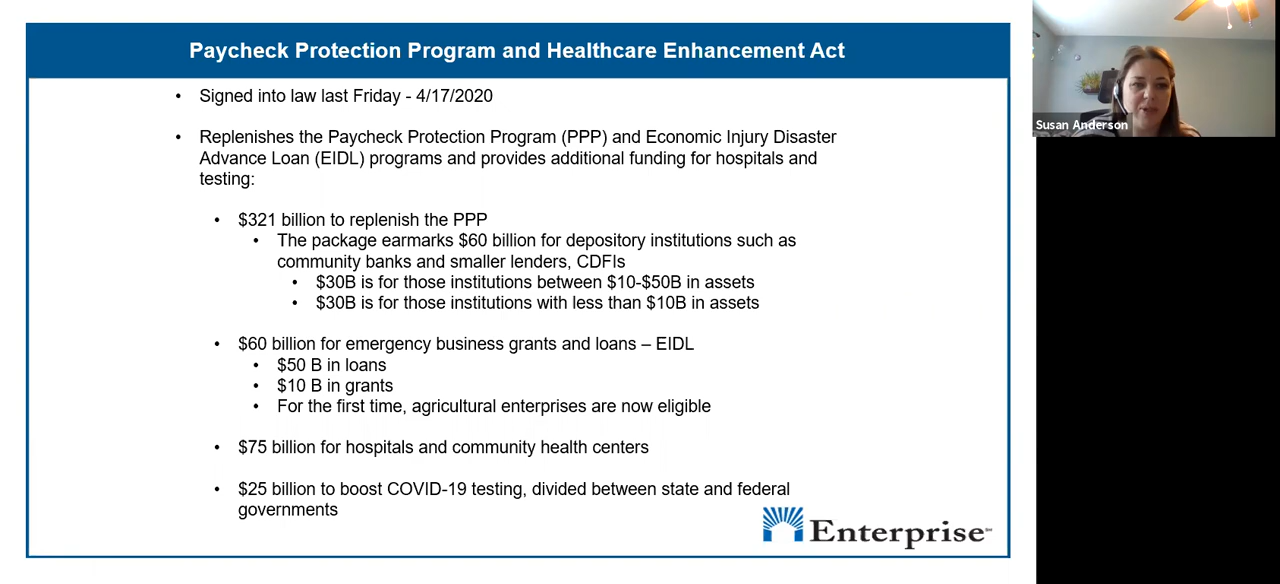 Paycheck Protection Program and Healthcare Enhancement Act
• Signed into law last Friday - 4/17/2020
• Replenishes the Paycheck Protection Program (PPP) and Economic Injury Disaster
Advance Loan (EIDL) programs and provides additional funding for hospitals and
testing:
• $321 billion to replenish the PPP
• The package earmarks $60 billion for depository institutions such as
community banks and smaller lenders, CDFIs
• $30B is for those institutions between $10-$50B in assets
• $30B is for those institutions with less than $10B in assets
• $60 billion for emergency business grants and loans – EIDL
• $50 B in loans
• $10 B in grants
• For the first time, agricultural enterprises are now eligible
• $75 billion for hospitals and community health centers
• $25 billion to boost COVID-19 testing, divided between state and federal
governments
Enterprise
Susan Anderson